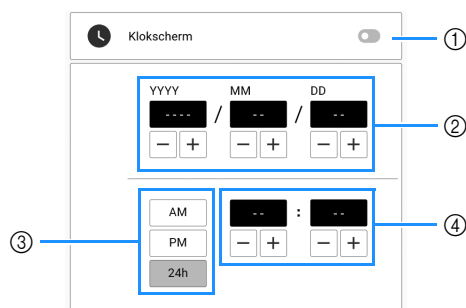 Klokscherm
①
YYYY MM DD
---- / -- / --
− + − + − +
②
AM
PM
24h
③
-- : --
− + − +
④